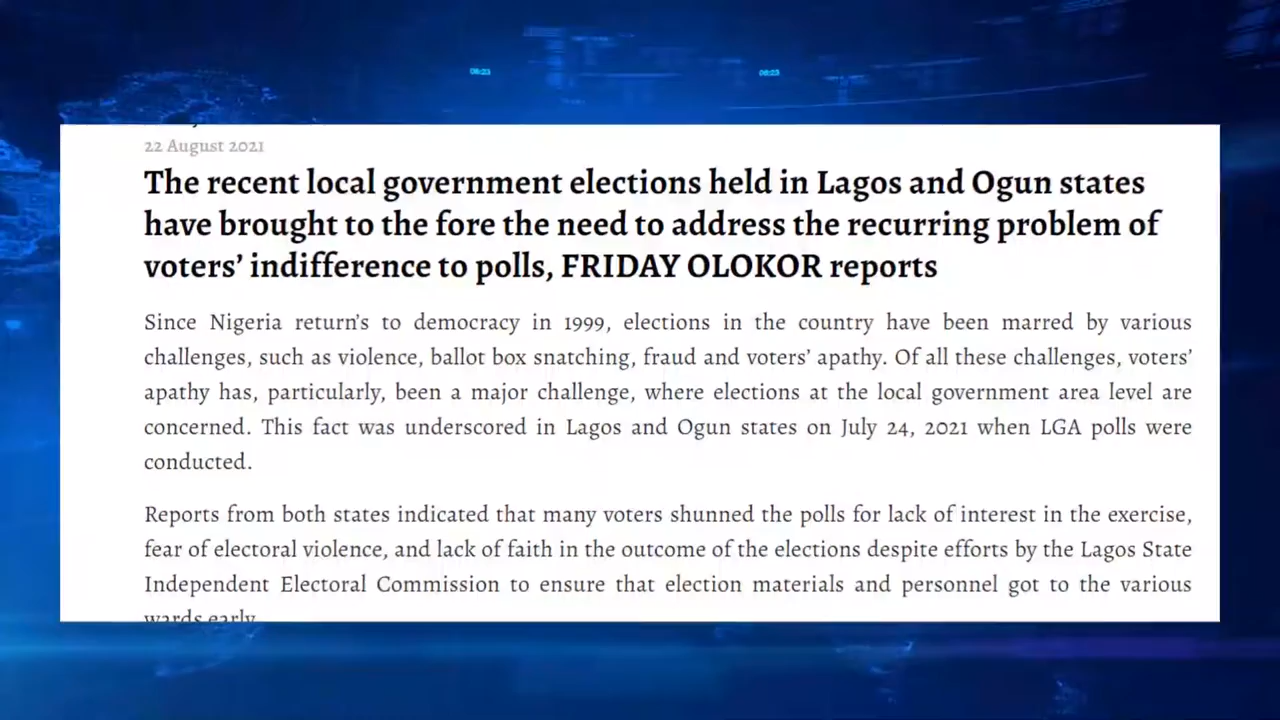 06:23
06:23
22 August 2021
The recent local government elections held in Lagos and Ogun states
have brought to the fore the need to address the recurring problem of
voters’ indifference to polls, FRIDAY OLOKOR reports
Since Nigeria return’s to democracy in 1999, elections in the country have been marred by various
challenges, such as violence, ballot box snatching, fraud and voters’ apathy. Of all these challenges, voters’
apathy has, particularly, been a major challenge, where elections at the local government area level are
concerned. This fact was underscored in Lagos and Ogun states on July 24, 2021 when LGA polls were
conducted.
Reports from both states indicated that many voters shunned the polls for lack of interest in the exercise,
fear of electoral violence, and lack of faith in the outcome of the elections despite efforts by the Lagos State
Independent Electoral Commission to ensure that election materials and personnel got to the various
wards early.